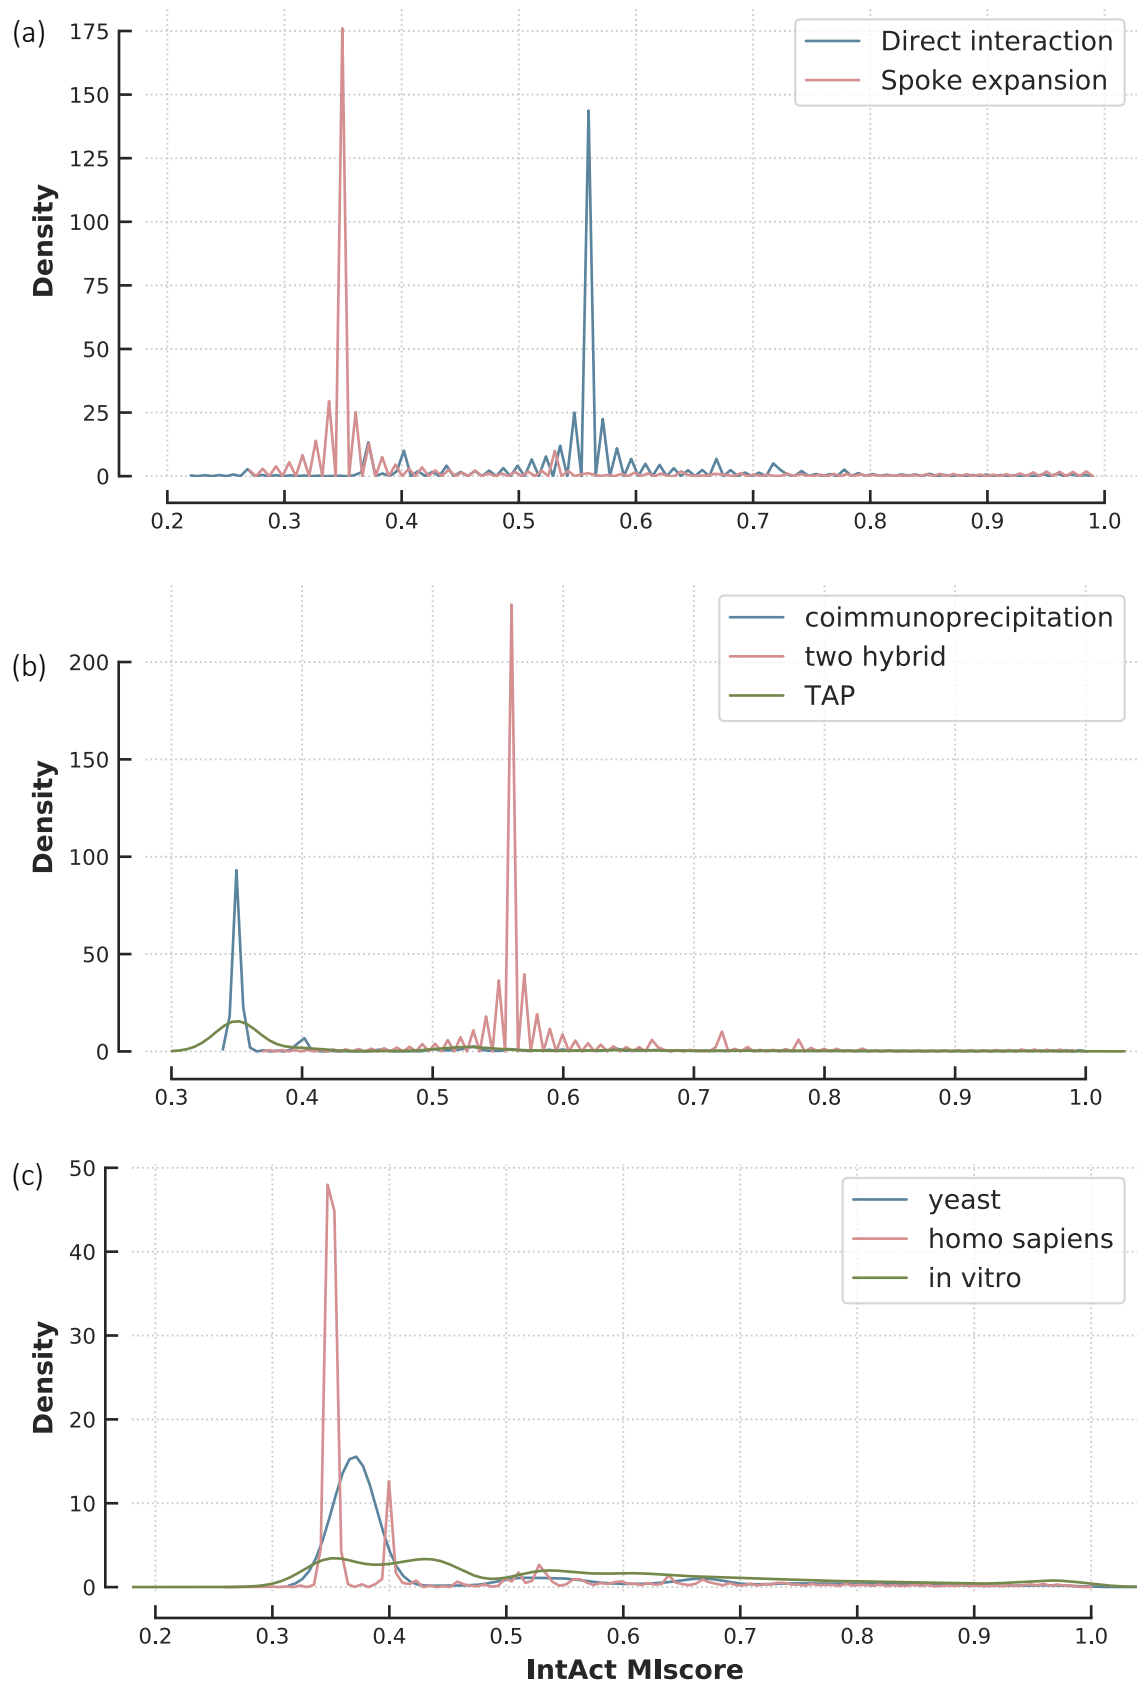 (a)
Direct interaction
Spoke expansion
Density
175
150
125
100
75
50
25
0
0.2 0.3 0.4 0.5 0.6 0.7 0.8 0.9 1.0
(b)
coimmunoprecipitation
two hybrid
TAP
Density
200
150
100
50
0
0.3 0.4 0.5 0.6 0.7 0.8 0.9 1.0
(c)
yeast
homo sapiens
in vitro
Density
50
40
30
20
10
0
0.2 0.3 0.4 0.5 0.6 0.7 0.8 0.9 1.0
IntAct MIscore